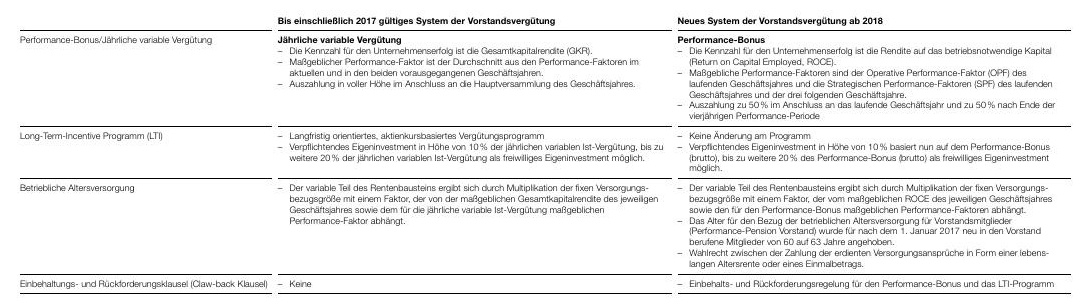 Bis einschließlich 2017 gültiges System der Vorstandsvergütung
Neues System der Vorstandsvergütung ab 2018
Performance-Bonus/Jährliche variable Vergütung
Jährliche variable Vergütung
– Die Kennzahl für den Unternehmenserfolg ist die Gesamtkapitalrendite (GKR).
– Maßgeblicher Performance-Faktor ist der Durchschnitt aus den Performance-Faktoren im
aktuellen und in den beiden vorausgegangenen Geschäftsjahren.
– Auszahlung in voller Höhe im Anschluss an die Hauptversammlung des Geschäftsjahres.
Performance-Bonus
– Die Kennzahl für den Unternehmenserfolg ist die Rendite auf das betriebsnotwendige Kapital
(Return on Capital Employed, ROCE).
– Maßgebliche Performance-Faktoren sind der Operative Performance-Faktor (OPF) des
laufenden Geschäftsjahres und die Strategischen Performance-Faktoren (SPF) des laufenden
Geschäftsjahres und der drei folgenden Geschäftsjahre.
– Auszahlung zu 50 % im Anschluss an das laufende Geschäftsjahr und zu 50 % nach Ende der
vierjährigen Performance-Periode
Long-Term-Incentive Programm (LTI)
– Langfristig orientiertes, aktienkursbasiertes Vergütungsprogramm
– Verpflichtendes Eigeninvestment in Höhe von 10 % der jährlichen variablen Ist-Vergütung, bis zu
weitere 20 % der jährlichen variablen Ist-Vergütung als freiwilliges Eigeninvestment möglich.
– Keine Änderung am Programm
– Verpflichtendes Eigeninvestment in Höhe von 10 % basiert nun auf dem Performance-Bonus
(brutto), bis zu weitere 20 % des Performance-Bonus (brutto) als freiwilliges Eigeninvestment
möglich.
Betriebliche Altersversorgung
– Der variable Teil des Rentenbausteins ergibt sich durch Multiplikation der fixen Versorgungs-
bezugsgröße mit einem Faktor, der von der maßgeblichen Gesamtkapitalrendite des jeweiligen
Geschäftsjahres sowie dem für die jährliche variable Ist-Vergütung maßgeblichen
Performance-Faktor abhängt.
– Der variable Teil des Rentenbausteins ergibt sich durch Multiplikation der fixen Versorgungs-
bezugsgröße mit einem Faktor, der vom maßgeblichen ROCE des jeweiligen Geschäftsjahres
sowie den für den Performance-Bonus maßgeblichen Performance-Faktoren abhängt.
– Das Alter für den Bezug der betrieblichen Altersversorgung für Vorstandsmitglieder
(Performance-Pension Vorstand) wurde für nach dem 1. Januar 2017 neu in den Vorstand
berufene Mitglieder von 60 auf 63 Jahre angehoben.
– Wahlrecht zwischen der Zahlung der erdienten Versorgungsansprüche in Form einer lebens-
langen Altersrente oder eines Einmalbetrags.
Einbehaltungs- und Rückforderungsklausel (Claw-back Klausel)
– Keine
– Einbehalts- und Rückforderungsregelung für den Performance-Bonus und das LTI-Programm